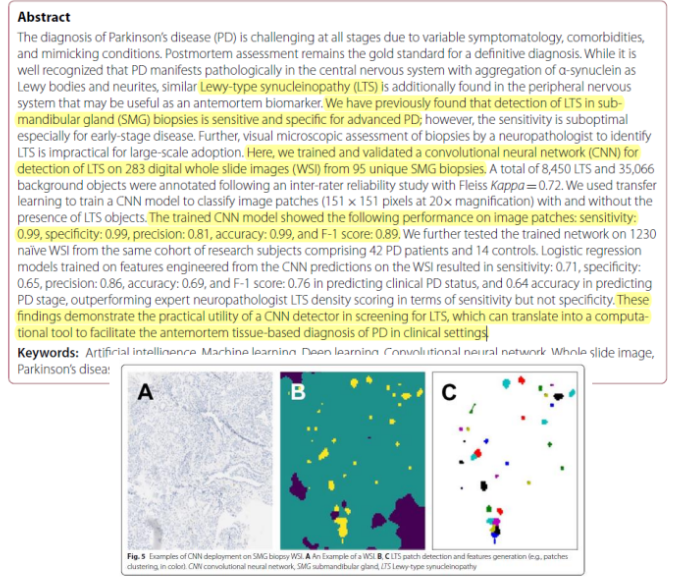 Abstract
The diagnosis of Parkinson's disease (PD) is challenging at all stages due to variable symptomatology, comorbidities,
and mimicking conditions. Postmortem assessment remains the gold standard for a definitive diagnosis. While it is
well recognized that PD manifests pathologically in the central nervous system with aggregation of α-synuclein as
Lewy bodies and neurites, similar Lewy-type synucleinopathy (LTS) is additionally found in the peripheral nervous
system that may be useful as an antemortem biomarker. We have previously found that detection of LTS in sub-
mandibular gland (SMG) biopsies is sensitive and specific for advanced PD; however, the sensitivity is suboptimal
especially for early-stage disease. Further, visual microscopic assessment of biopsies by a neuropathologist to identify
LTS is impractical for large-scale adoption. Here, we trained and validated a convolutional neural network (CNN) for
detection of LTS on 283 digital whole slide images (WSI) from 95 unique SMG biopsies. A total of 8,450 LTS and 35,066
background objects were annotated following an inter-rater reliability study with Fleiss Kappa = 0.72. We used transfer
learning to train a CNN model to classify image patches (151 × 151 pixels at 20× magnification) with and without the
presence of LTS objects. The trained CNN model showed the following performance on image patches: sensitivity:
0.99, specificity: 0.99, precision: 0.81, accuracy: 0.99, and F-1 score: 0.89. We further tested the trained network on 1230
naïve WSI from the same cohort of research subjects comprising 42 PD patients and 14 controls. Logistic regression
models trained on features engineered from the CNN predictions on the WSI resulted in sensitivity: 0.71, specificity:
0.65, precision: 0.86, accuracy: 0.69, and F-1 score: 0.76 in predicting clinical PD status, and 0.64 accuracy in predicting
PD stage, outperforming expert neuropathologist LTS density scoring in terms of sensitivity but not specificity. These
findings demonstrate the practical utility of a CNN detector in screening for LTS, which can translate into a computa-
tional tool to facilitate the antemortem tissue-based diagnosis of PD in clinical settings.
Keywords: Artificial intelligence, Machine learning, Deep learning, Convolutional neural network, Whole slide image,
Parkinson's diseas
A B C
Fig. 5 Examples of CNN deployment on SMG biopsy WSI. A An Example of a WSI. B, C LTS patch detection and features generation (e.g., patches
clustering, in color). CNN convolutional neural network, SMG submandibular gland, LTS Lewy-type synucleinopathy